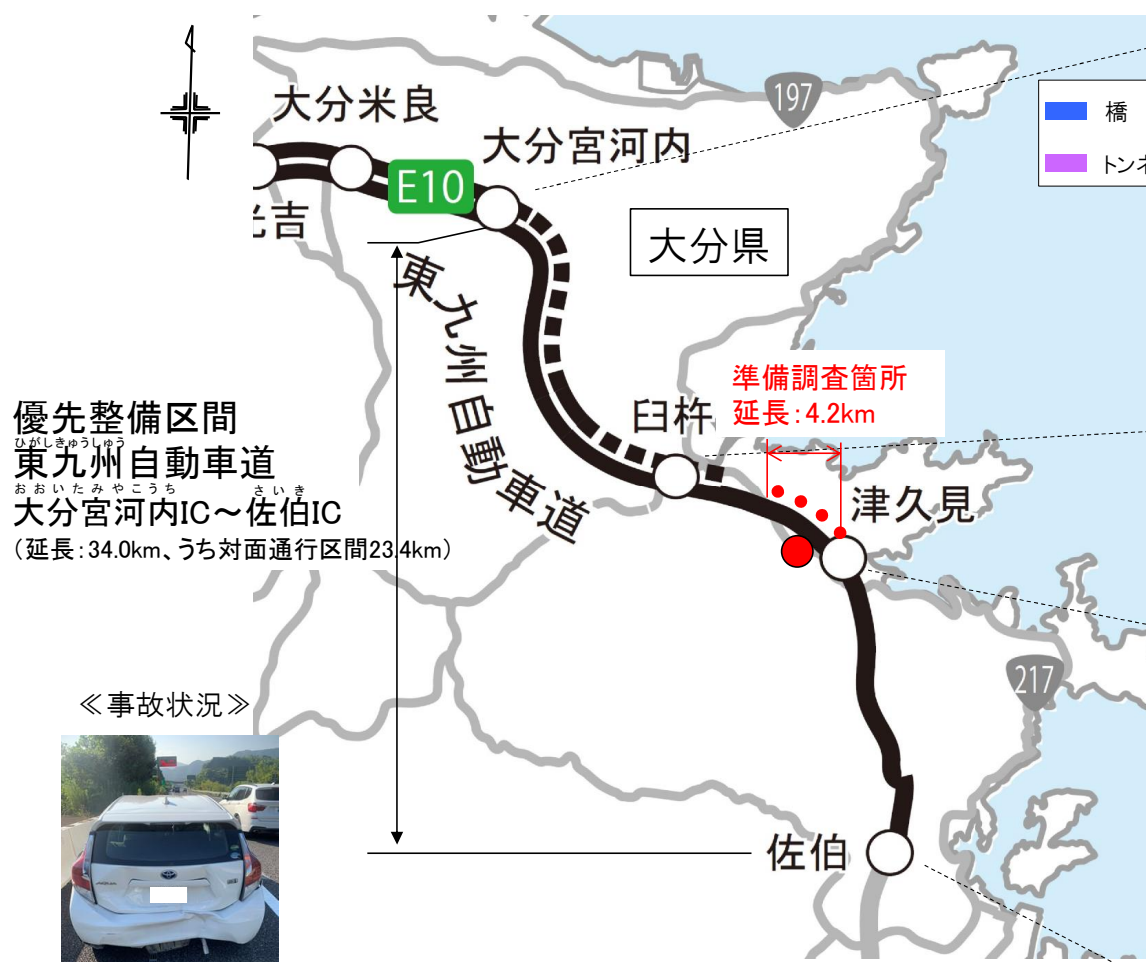 大分米良
大分宮河内
197
橋
トンネ
E10
光吉
大分県
東九州自動車道
準備調査箇所
延長：4.2km
臼杵
優先整備区間
ひがしきゅうしゅう
東九州自動車道
おおいたみやこうち さいき
大分宮河内IC～佐伯IC
（延長：34.0km、うち対面通行区間23.4km）
津久見
217
≪事故状況≫
佐伯